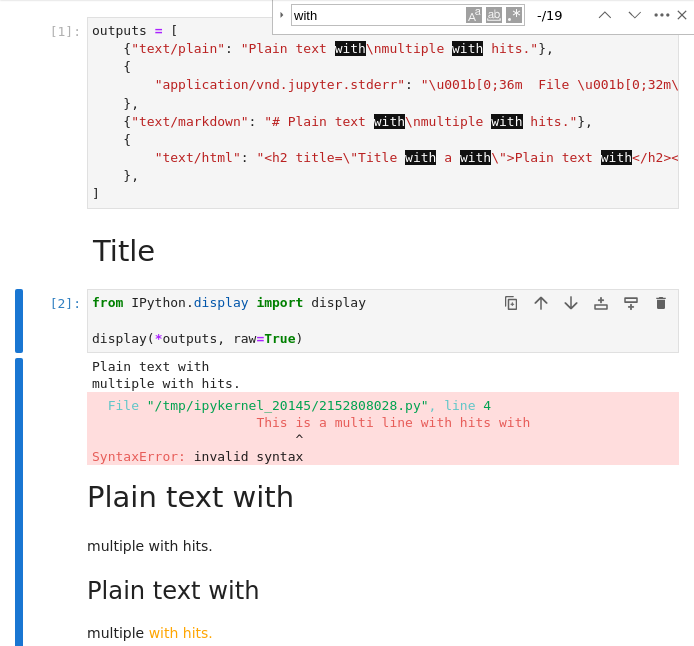 with Aa ab .* -/19
[1]: outputs = [
{"text/plain": "Plain text with\nmultiple with hits."},
{
"application/vnd.jupyter.stderr": "\u001b[0;36m  File \u001b[0;32m\
},
{"text/markdown": "# Plain text with\nmultiple with hits."},
{
"text/html": "<h2 title=\"Title with a with\">Plain text with</h2><
},
]
Title
[2]: from IPython.display import display
display(*outputs, raw=True)
Plain text with
multiple with hits.
File "/tmp/ipykernel_20145/2152808028.py", line 4
This is a multi line with hits with
^
SyntaxError: invalid syntax
Plain text with
multiple with hits.
Plain text with
multiple with hits.